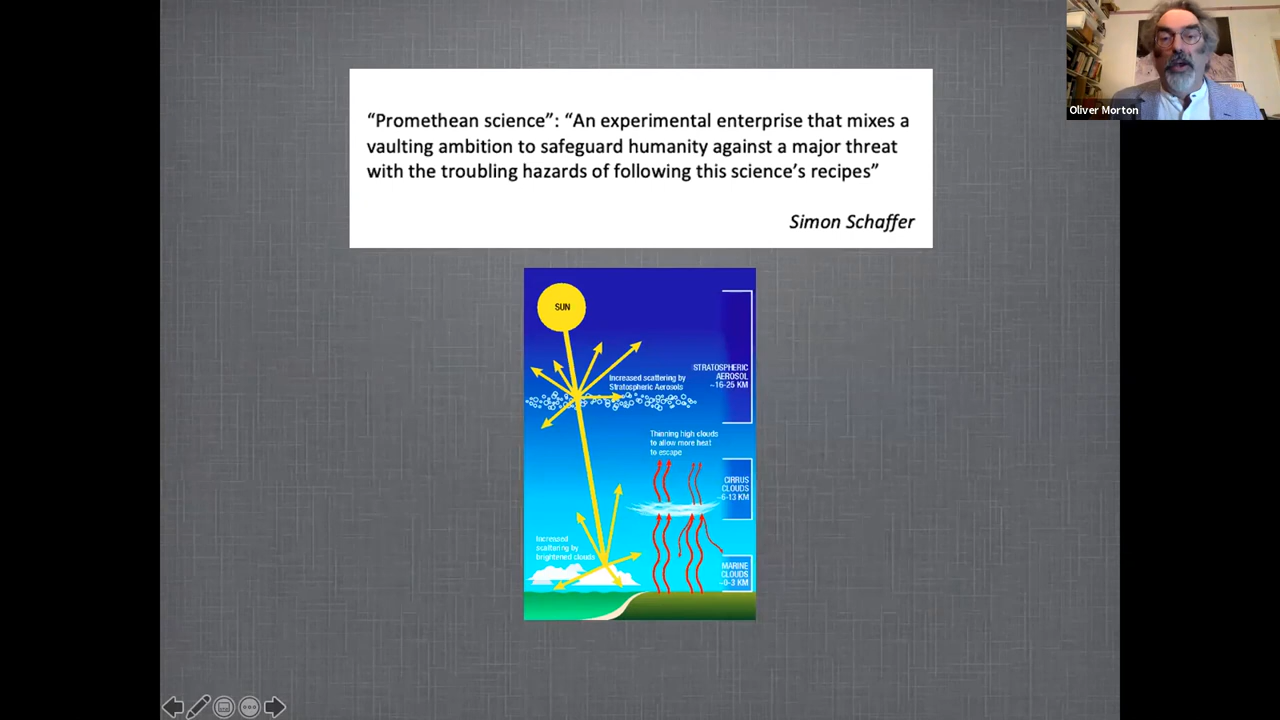 “Promethean science”: “An experimental enterprise that mixes a
vaulting ambition to safeguard humanity against a major threat
with the troubling hazards of following this science’s recipes”
Simon Schaffer
Oliver Morton
SUN
Increased scattering by
Stratospheric Aerosols
STRATOSPHERIC
AEROSOL
~16-25 KM
Thinning high clouds
to allow more heat
to escape
CIRRUS
CLOUDS
~6-13 KM
Increased
scattering by
brightened clouds
MARINE
CLOUDS
~0-3 KM